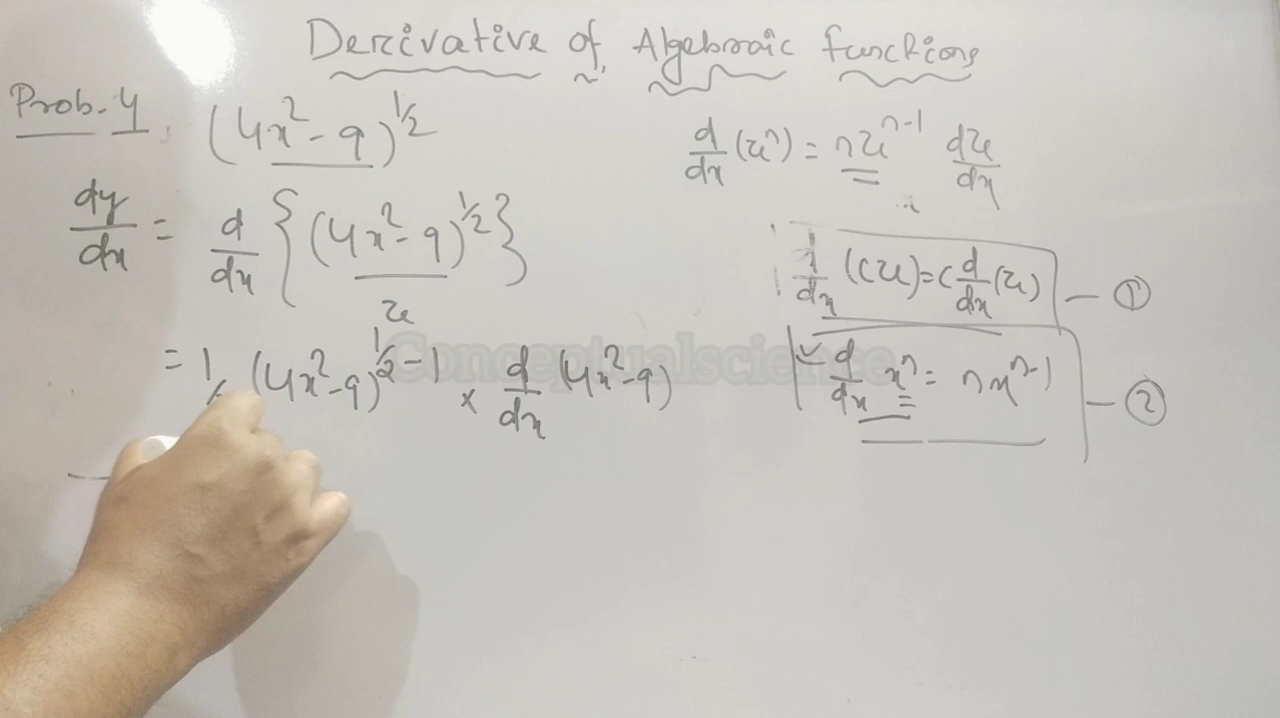 Derivative of Algebraic functions
Prob. 4. (4x² - 9)^½
d/dx (uⁿ) = nuⁿ⁻¹ du/dx
dy/dx = d/dx {(4x² - 9)^½}
u
d/dx (cu) = c d/dx (u) — ①
= 1/ (4x² - 9)^(½ - 1) × d/dx (4x² - 9)
d/dx xⁿ = nxⁿ⁻¹ — ②
Conceptualscience